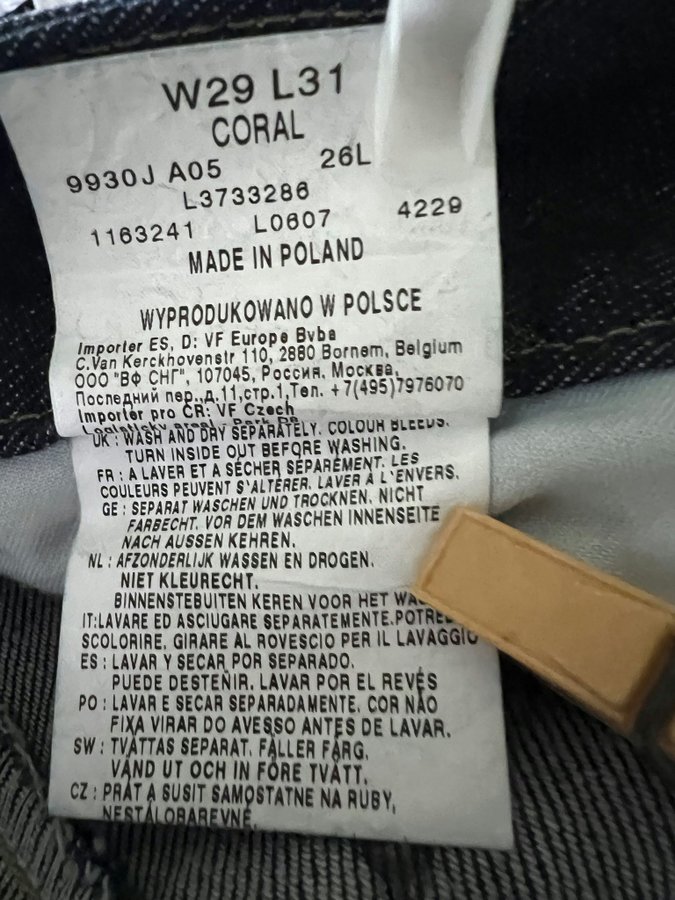 W29 L31
CORAL
9930J A05 26L
L3733286
1163241 L0607 4229
MADE IN POLAND
WYPRODUKOWANO W POLSCE
Importer ES, D: VF Europe Bvba
C.Van Kerckhovenstr 110, 2880 Bornem, Belgium
ООО "ВФ СНГ", 107045, Россия, Москва,
Последний пер.,д.11,стр.1,Тел. +7(495)7976070
Importer pro CR: VF Czech
UK : WASH AND DRY SEPARATELY. COLOUR BLEEDS.
TURN INSIDE OUT BEFORE WASHING.
FR : A LAVER ET A SÉCHER SÉPARÉMENT. LES
COULEURS PEUVENT S'ALTÉRER. LAVER À L'ENVERS.
GE : SEPARAT WASCHEN UND TROCKNEN. NICHT
FARBECHT. VOR DEM WASCHEN INNENSEITE
NACH AUSSEN KEHREN.
NL : AFZONDERLIJK WASSEN EN DROGEN.
NIET KLEURECHT.
BINNENSTEBUITEN KEREN VOOR HET
IT:LAVARE ED ASCIUGARE SEPARATEMENTE.
SCOLORIRE. GIRARE AL ROVESCIO PER IL LAVAGGIO
ES : LAVAR Y SECAR POR SEPARADO.
PUEDE DESTEÑIR. LAVAR POR EL REVÉS
PO : LAVAR E SECAR SEPARADAMENTE. COR NÃO
FIXA VIRAR DO AVESSO ANTES DE LAVAR.
SW : TVÄTTAS SEPARAT. FÄLLER FÄRG.
VÄND UT OCH IN FÖRE TVÄTT.
CZ : PRÁT A SUSIT SAMOSTATNE NA RUBY,
NESTÁLOBAREVNÉ.